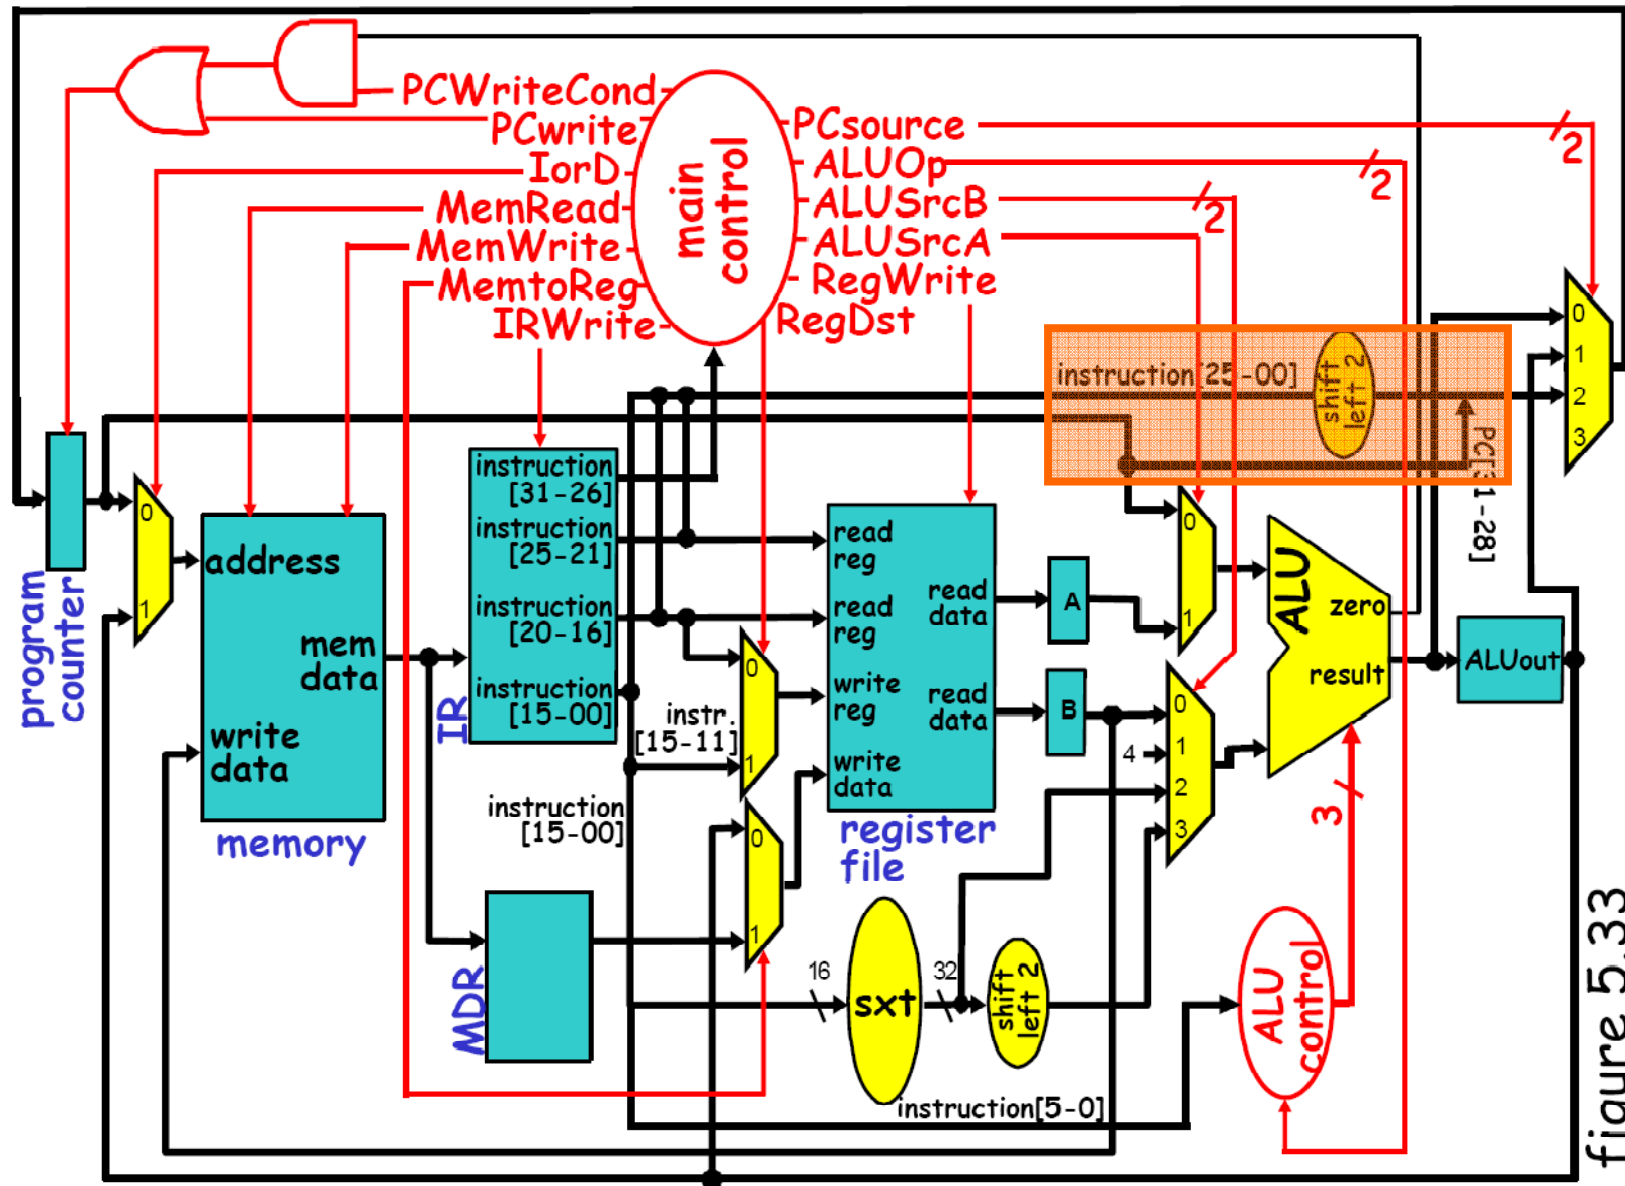 PCWriteCond
PCwrite
IorD
MemRead
MemWrite
MemtoReg
IRWrite
main
control
PCsource
ALUOp
ALUSrcB
ALUSrcA
RegWrite
RegDst
2
2
2
instruction[25-00]
shift
left 2
PC[31-28]
0
1
2
3
program
counter
0
1
address
mem
data
write
data
memory
instruction
[31-26]
instruction
[25-21]
instruction
[20-16]
instruction
[15-00]
IR
instr.
[15-11]
instruction
[15-00]
0
1
0
1
MDR
read
reg
read
reg
write
reg
write
data
read
data
read
data
register
file
A
B
0
1
0
1
2
3
4
ALU
zero
result
ALUout
3
16
sxt
32
shift
left 2
instruction[5-0]
ALU
control
figure 5.33